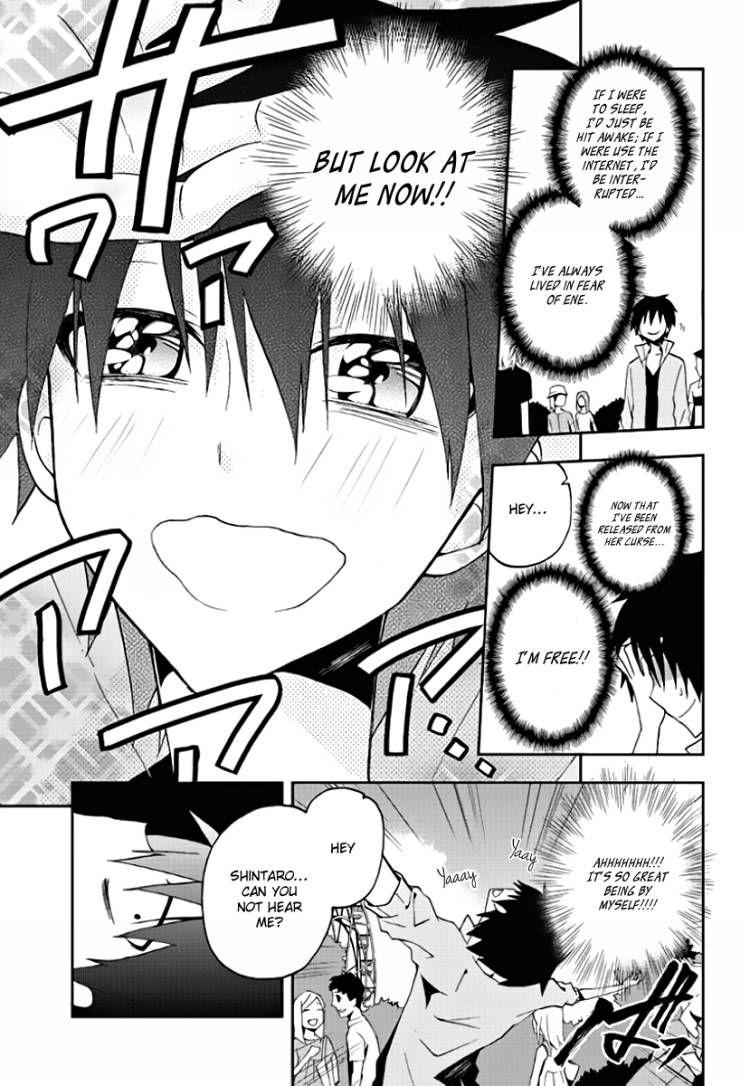 IF I WERE
TO SLEEP,
I'D JUST BE
HIT AWAKE; IF I
WERE USE THE
INTERNET, I'D
BE INTER-
RUPTED...
I'VE ALWAYS
LIVED IN FEAR
OF ENE.
NOW THAT
I'VE BEEN
RELEASED FROM
HER CURSE...
HEY...
I'M FREE!!
BUT LOOK AT
ME NOW!!
AHHHHHHH!!!
IT'S SO GREAT
BEING BY
MYSELF!!!!
Yaay
Yaaay
HEY
SHINTARO...
CAN YOU
NOT HEAR
ME?